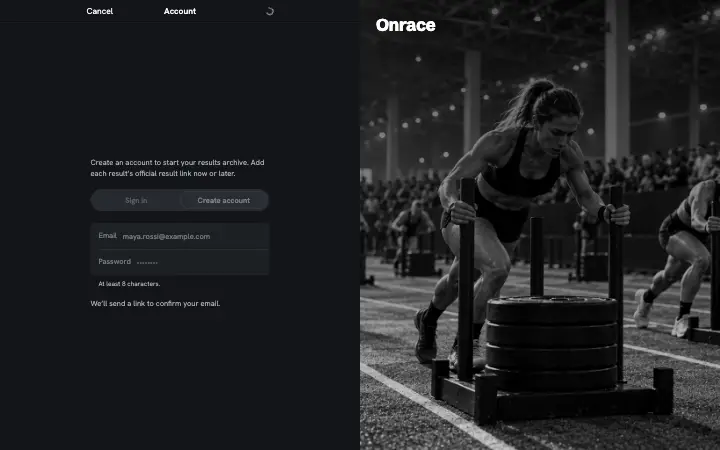 Cancel
Account
Onrace
Create an account to start your results archive. Add
each result's official result link now or later.
Sign in
Create account
Email maya.rossi@example.com
Password ••••••••
At least 8 characters.
We'll send a link to confirm your email.